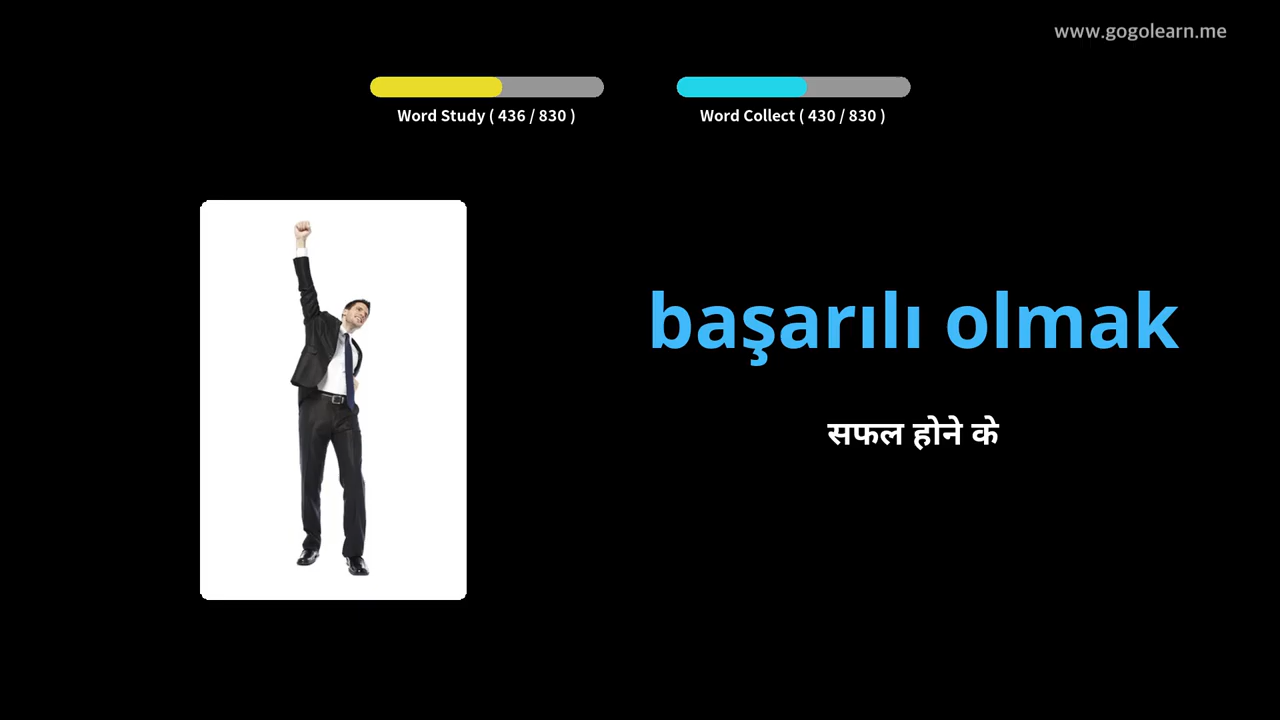 www.gogolearn.me
Word Study ( 436 / 830 )
Word Collect ( 430 / 830 )
başarılı olmak
सफल होने के